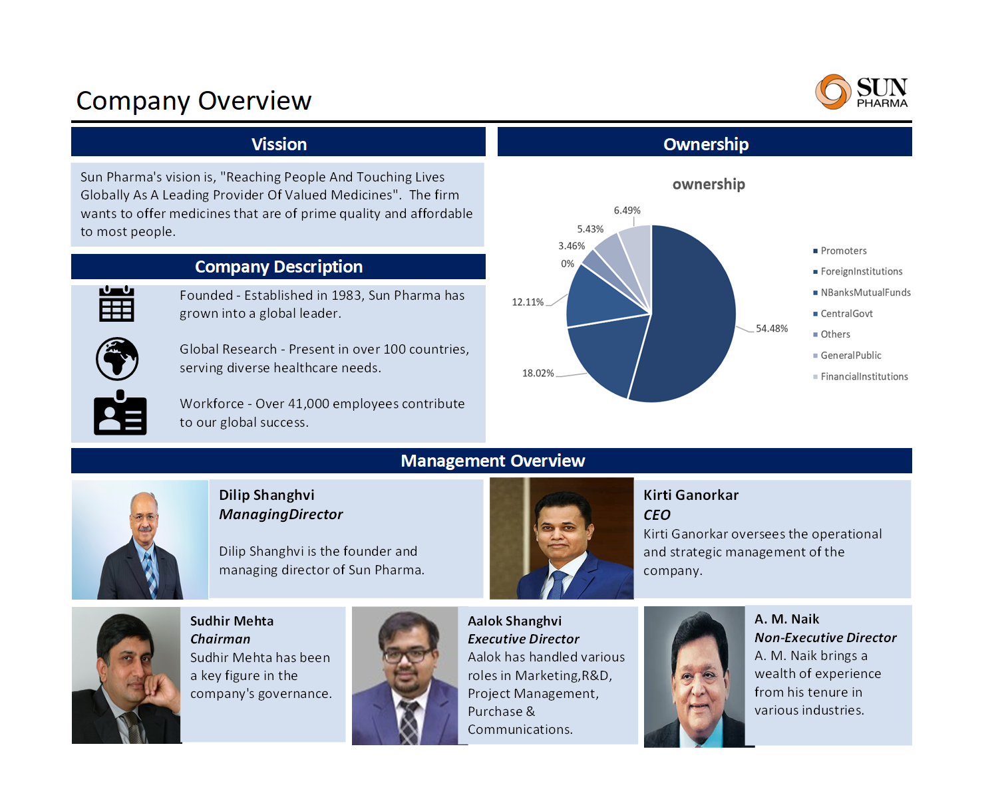 Company Overview
SUN
PHARMA
Vission
Sun Pharma's vision is, "Reaching People And Touching Lives
Globally As A Leading Provider Of Valued Medicines".  The firm
wants to offer medicines that are of prime quality and affordable
to most people.
Company Description
Founded - Established in 1983, Sun Pharma has
grown into a global leader.
Global Research - Present in over 100 countries,
serving diverse healthcare needs.
Workforce - Over 41,000 employees contribute
to our global success.
Ownership
ownership
6.49%
5.43%
3.46%
0%
12.11%
18.02%
54.48%
Promoters
ForeignInstitutions
NBanksMutualFunds
CentralGovt
Others
GeneralPublic
FinancialInstitutions
Management Overview
Dilip Shanghvi
ManagingDirector
Dilip Shanghvi is the founder and
managing director of Sun Pharma.
Kirti Ganorkar
CEO
Kirti Ganorkar oversees the operational
and strategic management of the
company.
Sudhir Mehta
Chairman
Sudhir Mehta has been
a key figure in the
company's governance.
Aalok Shanghvi
Executive Director
Aalok has handled various
roles in Marketing,R&D,
Project Management,
Purchase &
Communications.
A. M. Naik
Non-Executive Director
A. M. Naik brings a
wealth of experience
from his tenure in
various industries.